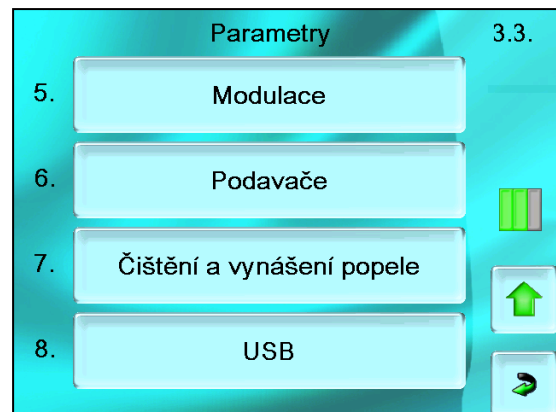 Parametry 3.3.
5. Modulace
6. Podavače
7. Čištění a vynášení popele
8. USB